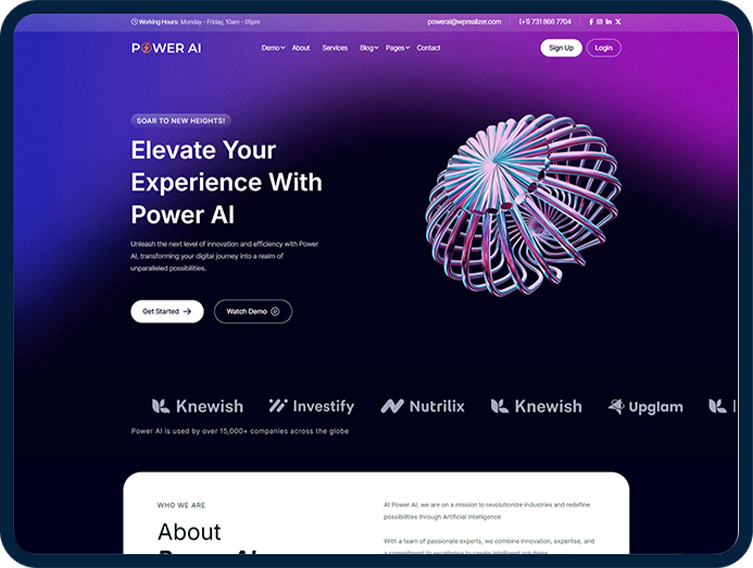 Working Hours: Monday - Friday, 10am - 05pm
powerai@wprealizer.com
(+1) 731 866 7704
POWER AI
Demo About Services Blog Pages Contact
Sign Up
Login
SOAR TO NEW HEIGHTS!
Elevate Your
Experience With
Power AI
Unleash the next level of innovation and efficiency with Power
AI, transforming your digital journey into a realm of
unparalleled possibilities.
Get Started
Watch Demo
Knewish Investify Nutrilix Knewish Upglam
Power AI is used by over 15,000+ companies across the globe
WHO WE ARE
About
AI Power AI, we are on a mission to revolutionize industries and redefine
possibilities through Artificial Intelligence
With a team of passionate experts, we combine innovation, expertise, and
a commitment to excellence to create intelligent solutions